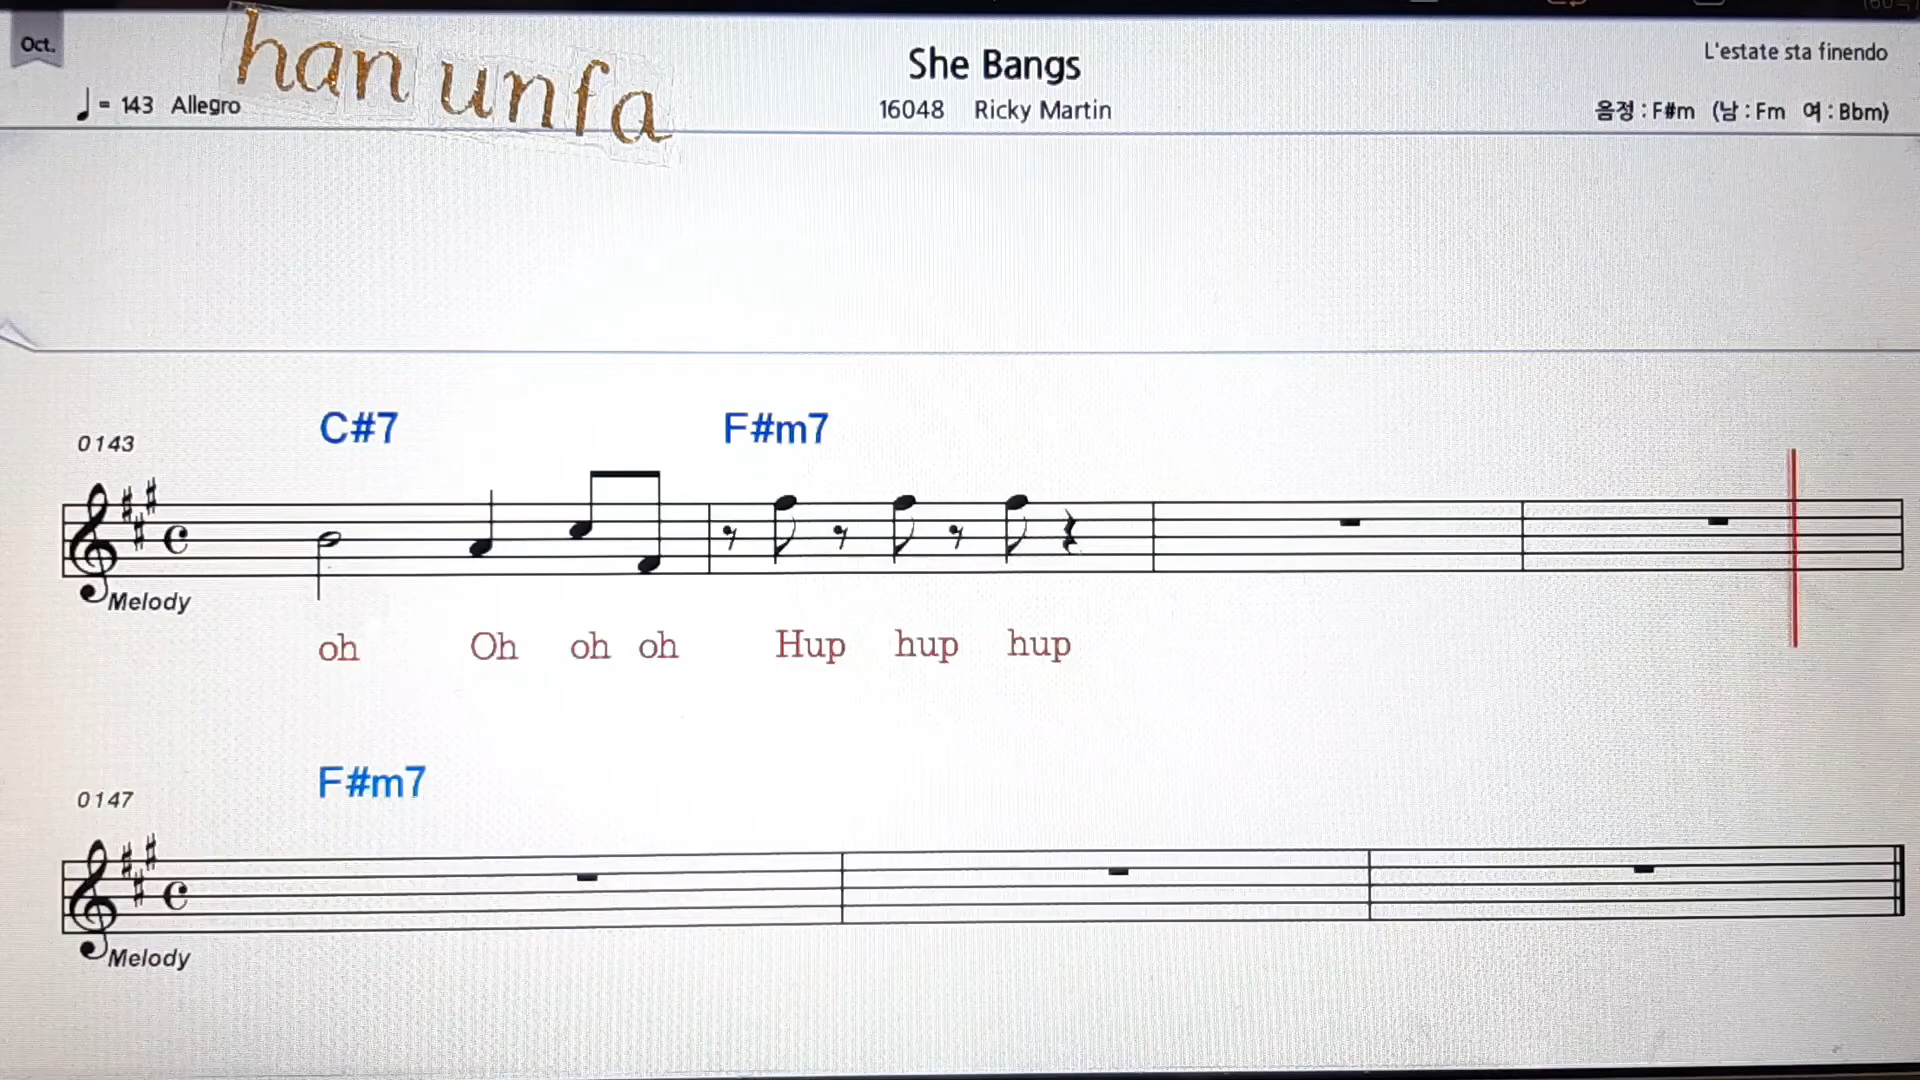 Oct.
han unfa
She Bangs
L'estate sta finendo
= 143 Allegro
16048 Ricky Martin
음정 : F#m (남 : Fm 여 : Bbm)
C#7 F#m7
0143
Melody
oh Oh oh oh Hup hup hup
F#m7
0147
Melody